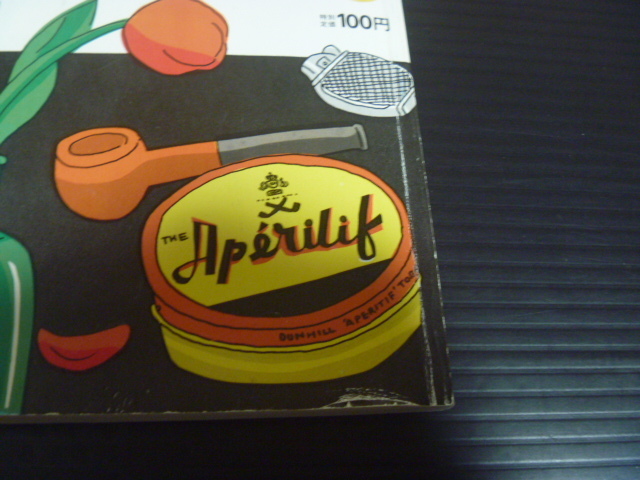 特別
定価 100円
THE
Apérilif
DUNHILL 'APERITIF' TOB